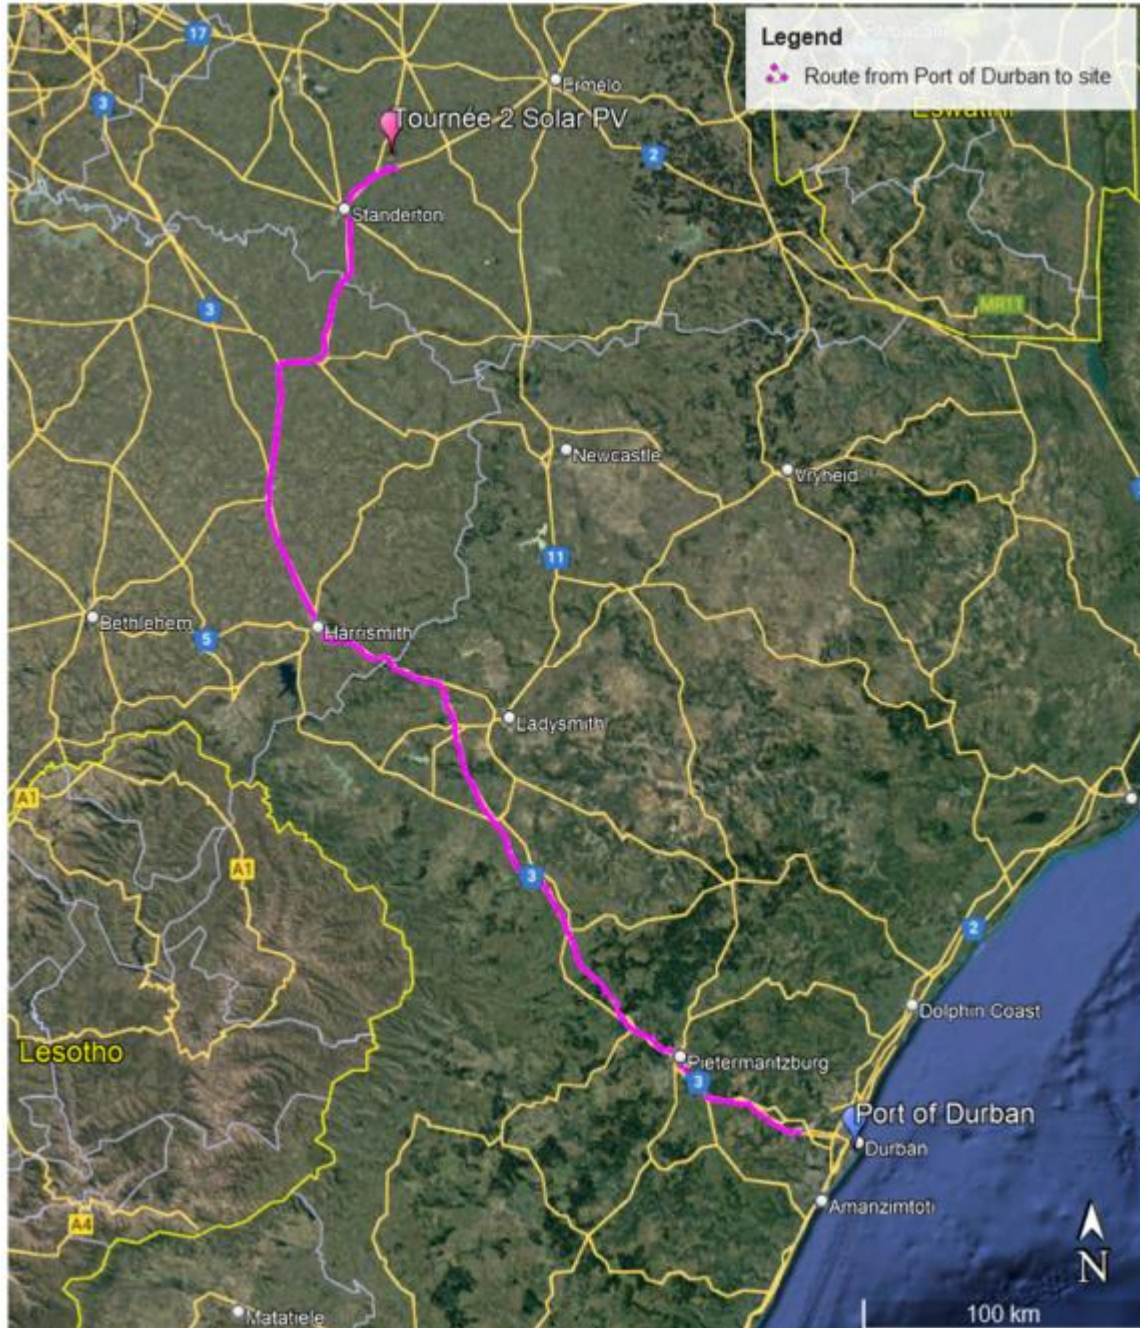 Legend
Route from Port of Durban to site
17
3
Ermelo
Tournée 2 Solar PV
Eswatini
2
Standerton
3
MR11
Newcastle
Vryheid
11
Bethlehem
5
Harrismith
Ladysmith
A1
A1
3
2
Dolphin Coast
Lesotho
Pietermaritzburg
3
Port of Durban
Durban
Amanzimtoti
A4
N
Matatiele
100 km